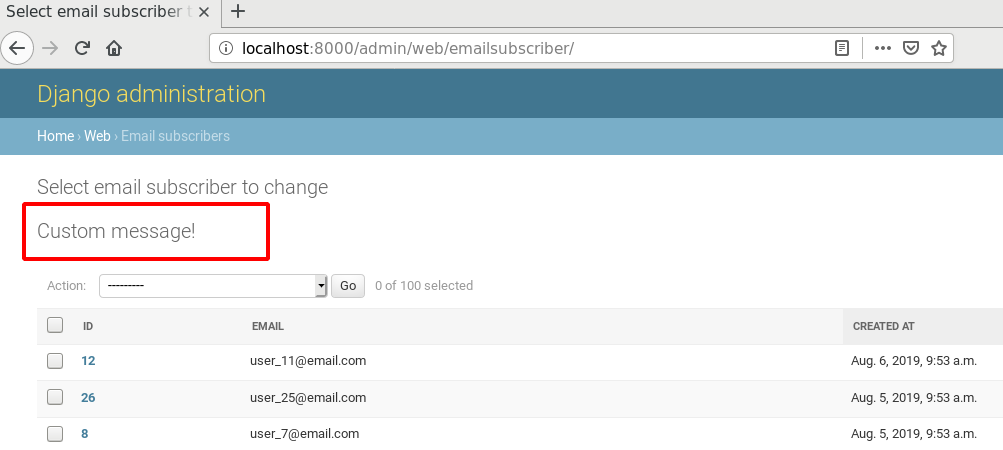 Select email subscriber t
localhost:8000/admin/web/emailsubscriber/
Django administration
Home › Web › Email subscribers
Select email subscriber to change
Custom message!
Action: --------- Go 0 of 100 selected
ID EMAIL CREATED AT
12 user_11@email.com Aug. 6, 2019, 9:53 a.m.
26 user_25@email.com Aug. 5, 2019, 9:53 a.m.
8 user_7@email.com Aug. 5, 2019, 9:53 a.m.